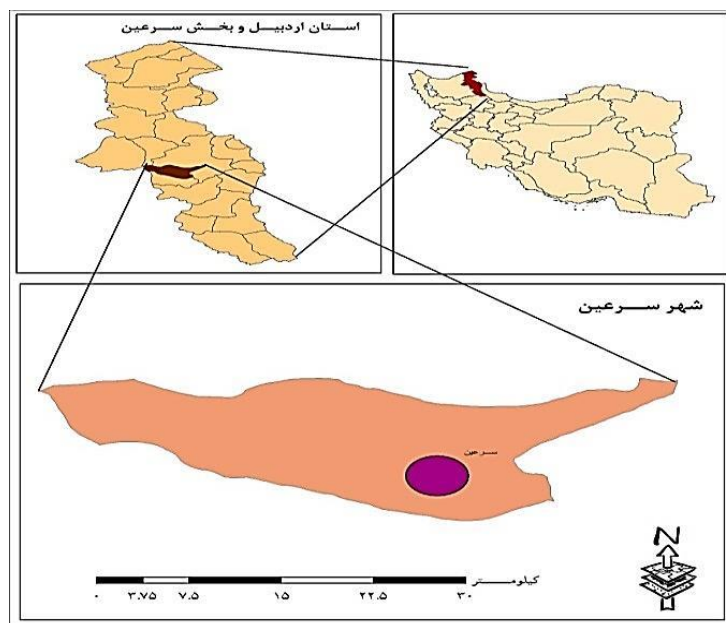 استان اردبیل و بخش سرعین
شهر سرعین
سرعین
کیلومتر
۰ ۳.۷۵ ۷.۵ ۱۵ ۲۲.۵ ۳۰
N